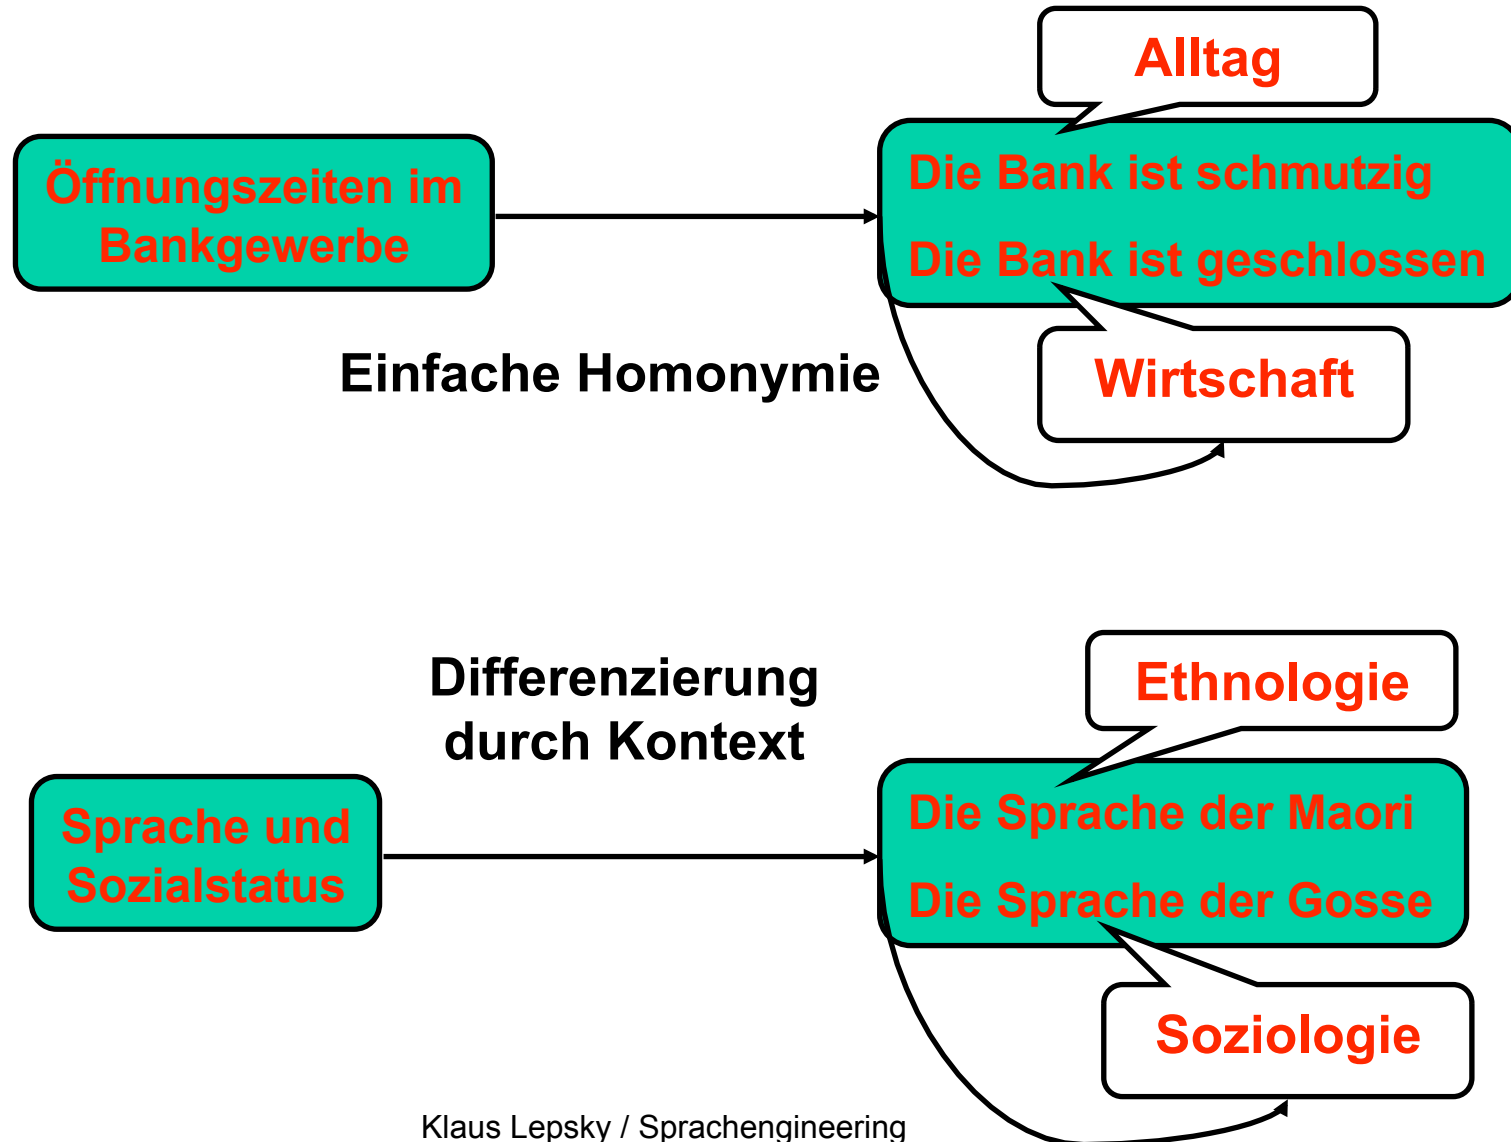 Alltag
Öffnungszeiten im
Bankgewerbe
Die Bank ist schmutzig
Die Bank ist geschlossen
Einfache Homonymie
Wirtschaft
Differenzierung
durch Kontext
Ethnologie
Sprache und
Sozialstatus
Die Sprache der Maori
Die Sprache der Gosse
Soziologie
Klaus Lepsky / Sprachengineering